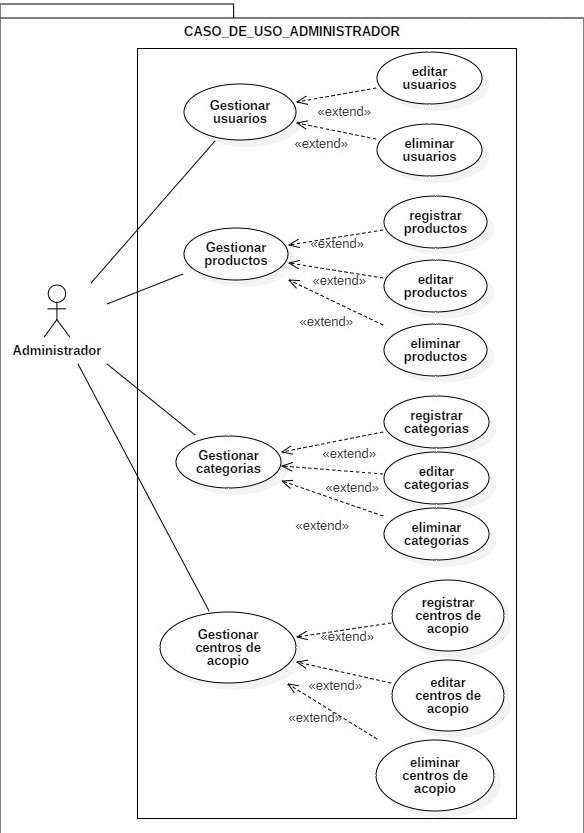 CASO_DE_USO_ADMINISTRADOR
Gestionar
usuarios
editar
usuarios
«extend»
eliminar
usuarios
«extend»
Gestionar
productos
registrar
productos
«extend»
editar
productos
«extend»
eliminar
productos
«extend»
Administrador
Gestionar
categorias
registrar
categorias
«extend»
editar
categorias
«extend»
eliminar
categorias
«extend»
Gestionar
centros de
acopio
registrar
centros de
acopio
«extend»
editar
centros de
acopio
«extend»
eliminar
centros de
acopio
«extend»